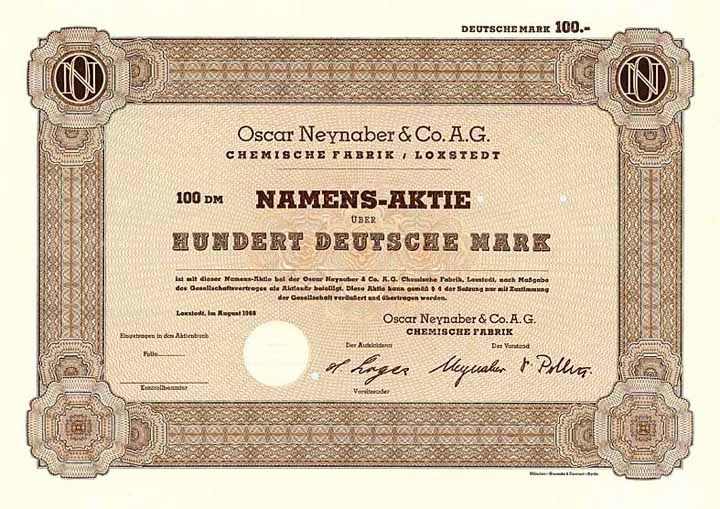 DEUTSCHE MARK 100.-
Oscar Neynaber & Co. A.G.
CHEMISCHE FABRIK / LOXSTEDT
100 DM NAMENS-AKTIE
ÜBER
HUNDERT DEUTSCHE MARK
ist mit dieser Namens-Aktie bei der Oscar Neynaber & Co. A.G. Chemische Fabrik, Loxstedt, nach Maßgabe
des Gesellschaftsvertrages als Aktionär beteiligt. Diese Aktie kann gemäß § 4 der Satzung nur mit Zustimmung
der Gesellschaft veräußert und übertragen werden.
Loxstedt, im August 1968
Oscar Neynaber & Co. A.G.
CHEMISCHE FABRIK
Eingetragen in das Aktienbuch
Folio
Kontrollbeamter
Der Aufsichtsrat
Vorsitzender
Der Vorstand
Neynaber